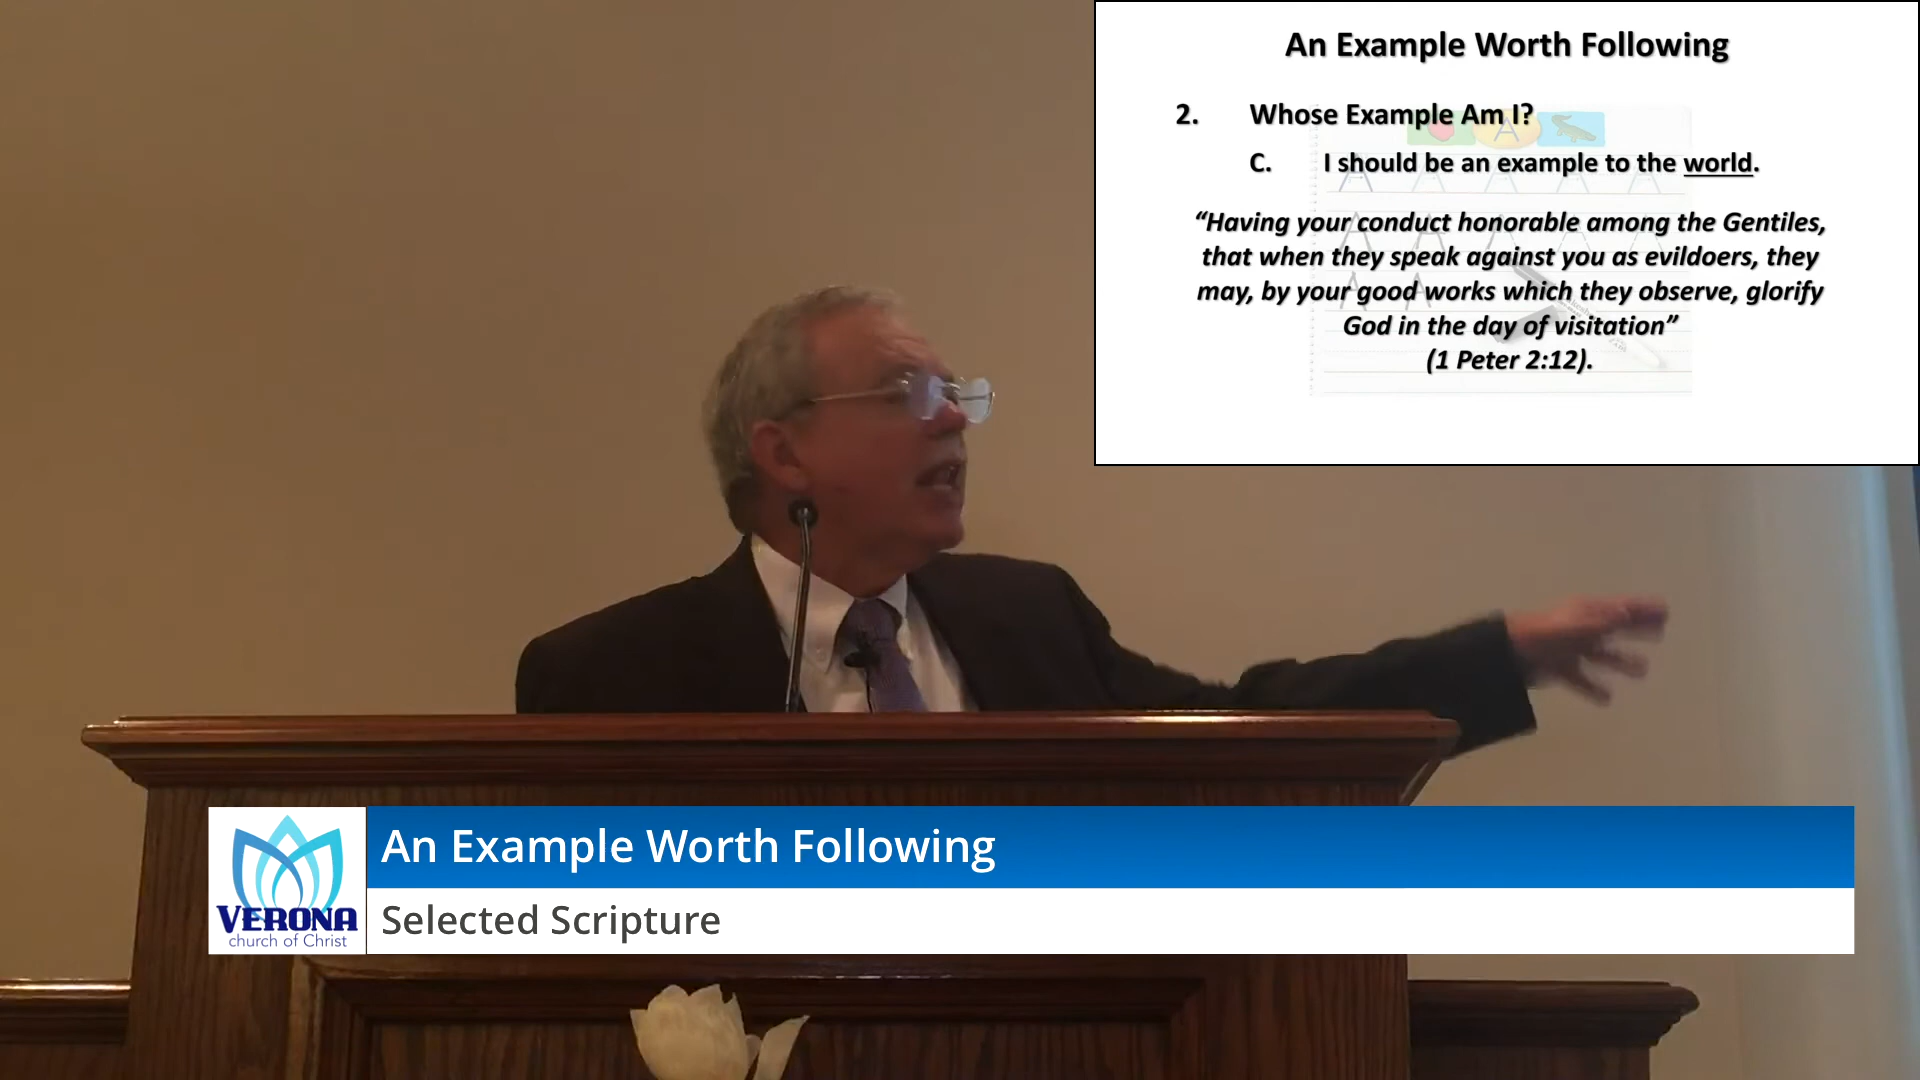 An Example Worth Following
2. Whose Example Am I?
C. I should be an example to the world.
“Having your conduct honorable among the Gentiles,
that when they speak against you as evildoers, they
may, by your good works which they observe, glorify
God in the day of visitation”
(1 Peter 2:12).
An Example Worth Following
VERONA
church of Christ
Selected Scripture